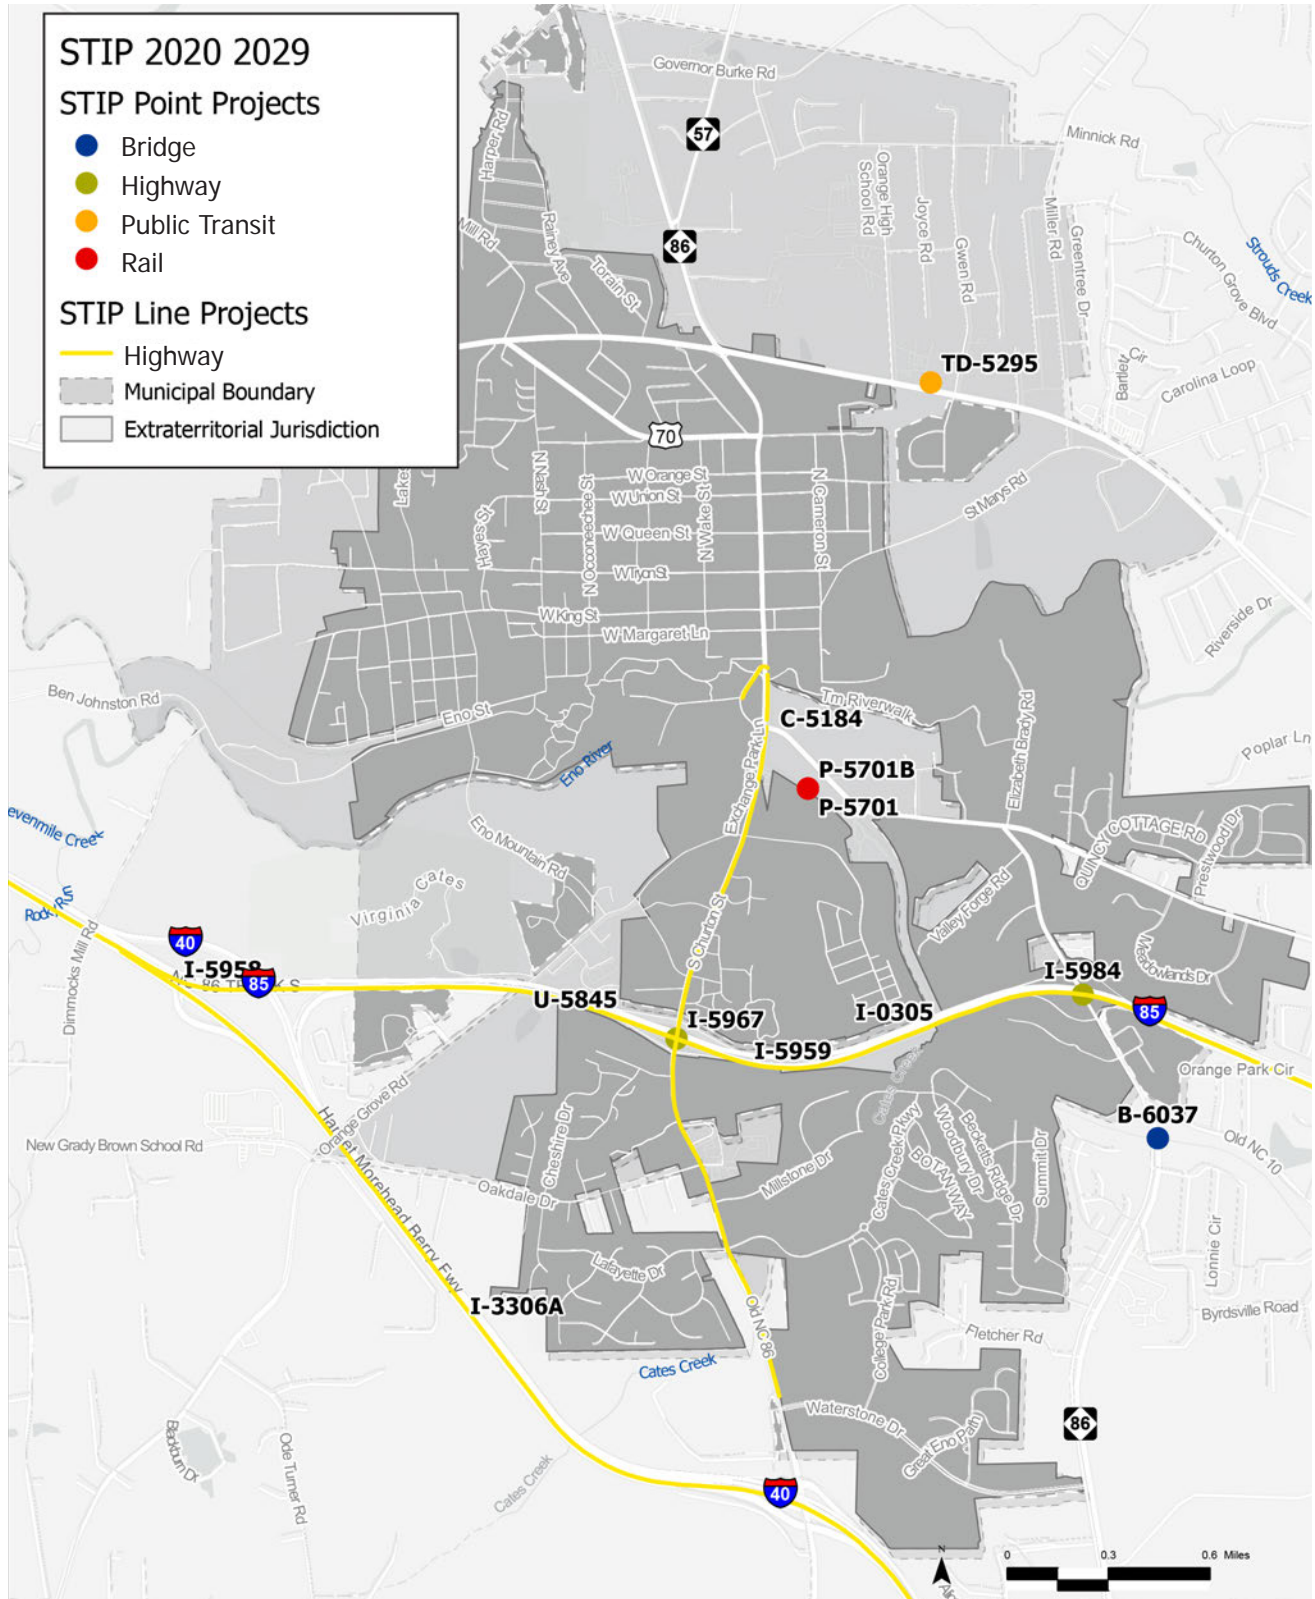 STIP 2020 2029
STIP Point Projects
Bridge
Highway
Public Transit
Rail
STIP Line Projects
Highway
Municipal Boundary
Extraterritorial Jurisdiction
Governor Burke Rd
57
Minnick Rd
Harper Rd
Orange High
School Rd
Joyce Rd
Gwen Rd
Miller Rd
Greentree Dr
Churton Grove Blvd
Strouds Creek
Mill Rd
Rainey Ave
Torain St
86
Bartlett Cir
Carolina Loop
TD-5295
70
Lake
N Nash St
N Occoneechee St
W Orange St
W Union St
N Wake St
N Cameron St
St Marys Rd
Hayes St
W Queen St
W Tryon St
W King St
W Margaret Ln
Riverside Dr
Ben Johnston Rd
Eno St
Tm Riverwalk
C-5184
Elizabeth Brady Rd
Poplar Ln
Eno River
Exchange Park Ln
P-5701B
P-5701
evenmile Creek
Eno Mountain Rd
QUINCY COTTAGE RD
Prestwood Dr
Rocky Run
Virginia Cates
Valley Forge Rd
S Churton St
Dimmocks Mill Rd
40
I-5958
85
Meadowlands Dr
I-5984
U-5845
I-5967
I-0305
85
I-5959
Orange Park Cir
Cates Creek
Orange Grove Rd
B-6037
Old NC 10
New Grady Brown School Rd
Harriet Morehead Berry Fwy
Cheshire Dr
Oakdale Dr
Millstone Dr
Cates Creek Pkwy
Woodbury Dr
Becketts Ridge Dr
BOTAN WAY
Summit Dr
Lonnie Cir
Lafayette Dr
I-3306A
Old NC 86
College Park Rd
Fletcher Rd
Byrdsville Road
Cates Creek
Waterstone Dr
Great Eno Path
86
Blackburn Dr
Ode Turner Rd
Cates Creek
40
N
0 0.3 0.6 Miles